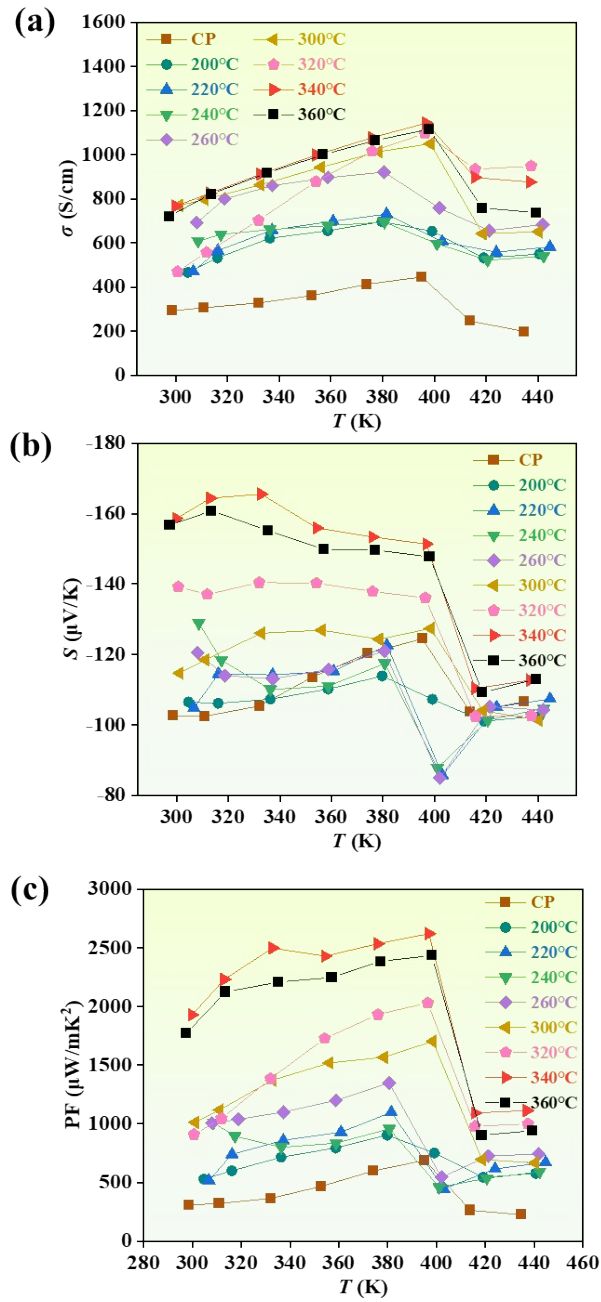 (a)
1600
1400
1200
1000
800
600
400
200
0
σ (S/cm)
CP
200°C
220°C
240°C
260°C
300°C
320°C
340°C
360°C
300 320 340 360 380 400 420 440
T (K)
(b)
-180
-160
-140
-120
-100
-80
S (μV/K)
CP
200°C
220°C
240°C
260°C
300°C
320°C
340°C
360°C
300 320 340 360 380 400 420 440
T (K)
(c)
3000
2500
2000
1500
1000
500
0
PF (μW/mK²)
CP
200°C
220°C
240°C
260°C
300°C
320°C
340°C
360°C
280 300 320 340 360 380 400 420 440 460
T (K)